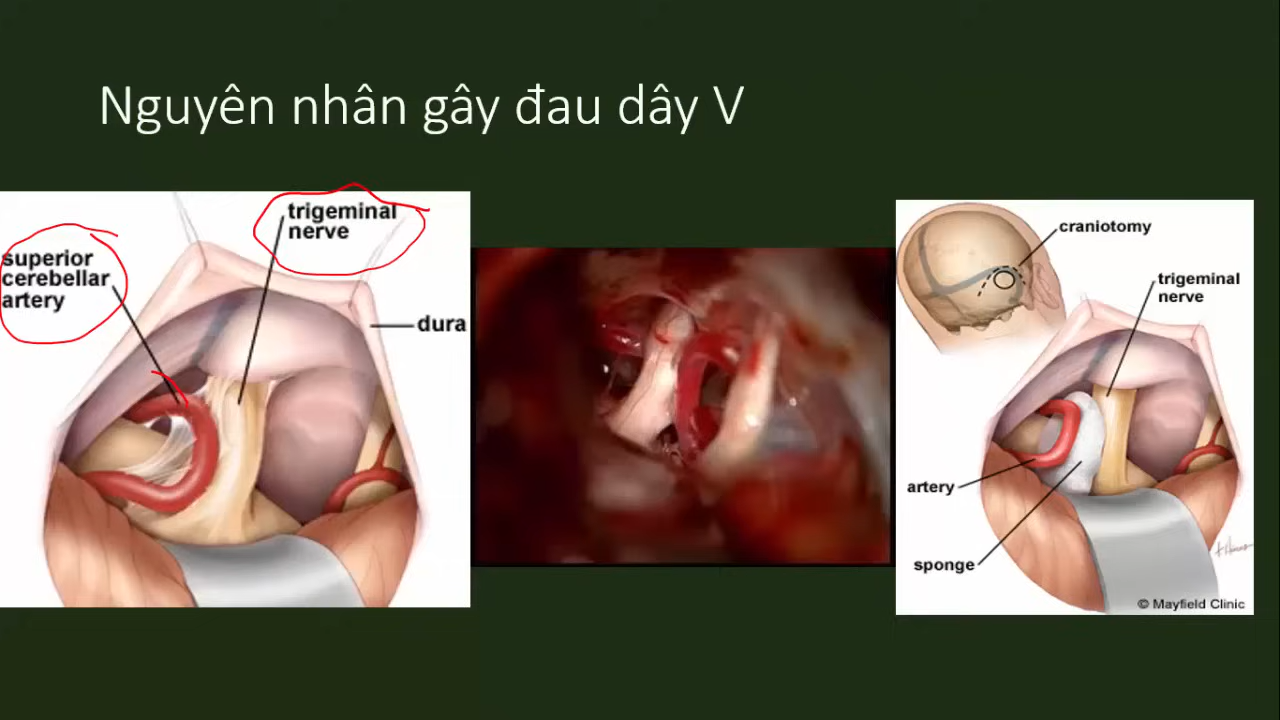 Nguyên nhân gây đau dây V
trigeminal
nerve
superior
cerebellar
artery
dura
craniotomy
trigeminal
nerve
artery
sponge
© Mayfield Clinic